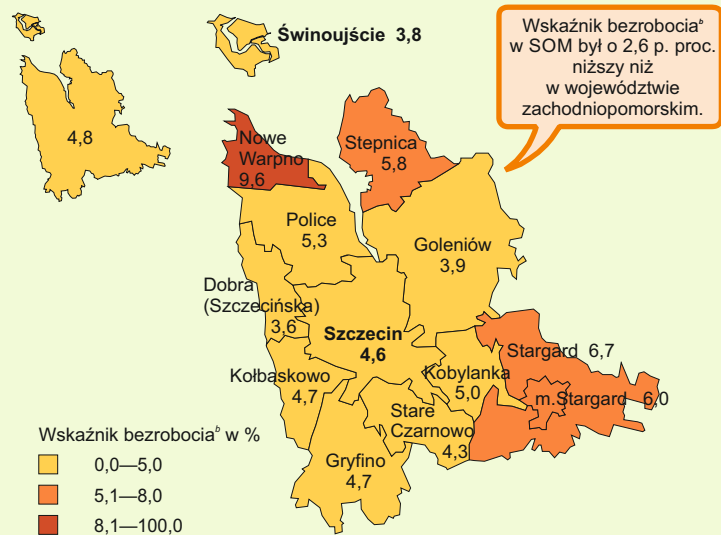 Świnoujście 3,8
Wskaźnik bezrobociaᵇ
w SOM był o 2,6 p. proc.
niższy niż
w województwie
zachodniopomorskim.
4,8
Nowe
Warpno
9,6
Stepnica
5,8
Police
5,3
Goleniów
3,9
Dobra
(Szczecińska)
3,6
Szczecin
4,6
Stargard 6,7
Kołbaskowo
4,7
Kobylanka
5,0
m.Stargard 6,0
Stare
Czarnowo
4,3
Gryfino
4,7
Wskaźnik bezrobociaᵇ w %
0,0—5,0
5,1—8,0
8,1—100,0